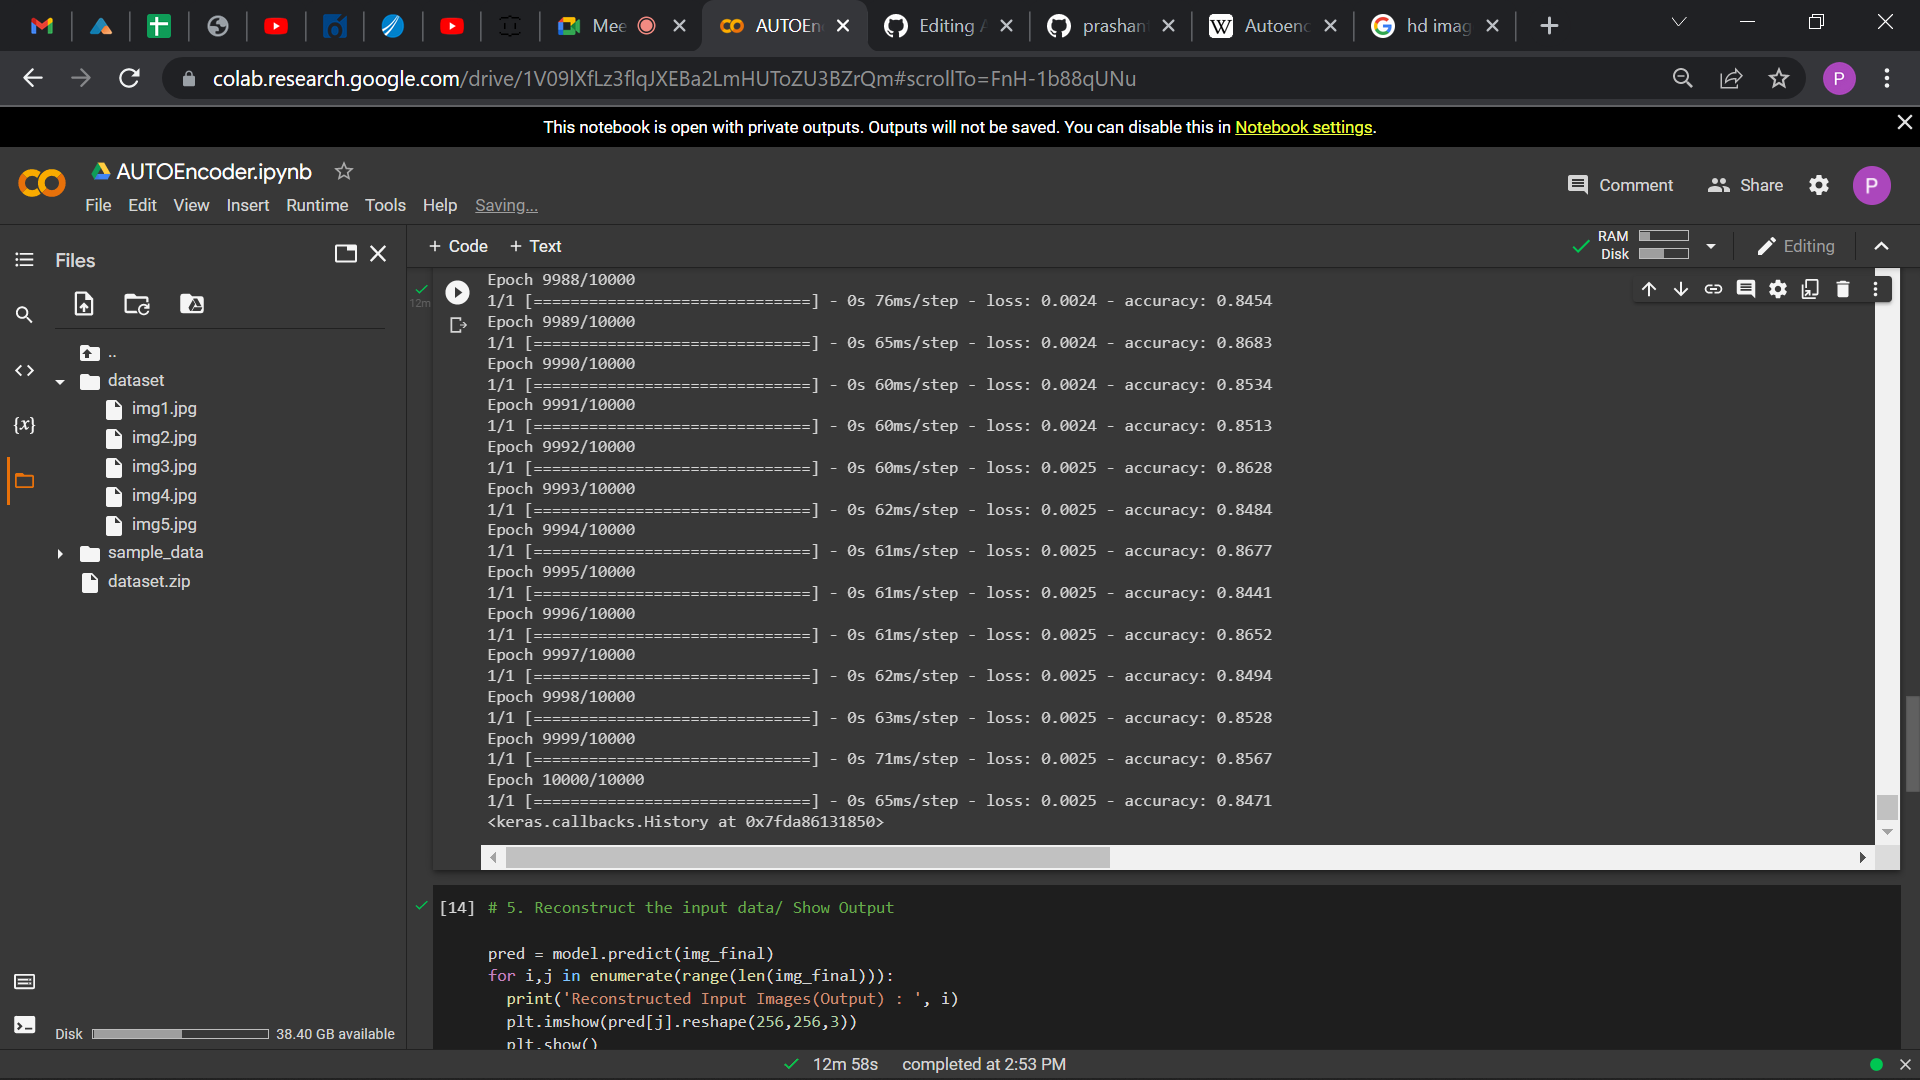 Mee
AUTOEn
Editing A
prashan
Autoenc
hd imag
colab.research.google.com/drive/1V09lXfLz3flqJXEBa2LmHUToZU3BZrQm#scrollTo=FnH-1b88qUNu
P
This notebook is open with private outputs. Outputs will not be saved. You can disable this in Notebook settings.
AUTOEncoder.ipynb
Comment
Share
P
File Edit View Insert Runtime Tools Help Saving...
Files
+ Code + Text
RAM
Disk
Editing
..
dataset
img1.jpg
img2.jpg
img3.jpg
img4.jpg
img5.jpg
sample_data
dataset.zip
{x}
Disk 38.40 GB available
12m
Epoch 9988/10000
1/1 [==============================] - 0s 76ms/step - loss: 0.0024 - accuracy: 0.8454
Epoch 9989/10000
1/1 [==============================] - 0s 65ms/step - loss: 0.0024 - accuracy: 0.8683
Epoch 9990/10000
1/1 [==============================] - 0s 60ms/step - loss: 0.0024 - accuracy: 0.8534
Epoch 9991/10000
1/1 [==============================] - 0s 60ms/step - loss: 0.0024 - accuracy: 0.8513
Epoch 9992/10000
1/1 [==============================] - 0s 60ms/step - loss: 0.0025 - accuracy: 0.8628
Epoch 9993/10000
1/1 [==============================] - 0s 62ms/step - loss: 0.0025 - accuracy: 0.8484
Epoch 9994/10000
1/1 [==============================] - 0s 61ms/step - loss: 0.0025 - accuracy: 0.8677
Epoch 9995/10000
1/1 [==============================] - 0s 61ms/step - loss: 0.0025 - accuracy: 0.8441
Epoch 9996/10000
1/1 [==============================] - 0s 61ms/step - loss: 0.0025 - accuracy: 0.8652
Epoch 9997/10000
1/1 [==============================] - 0s 62ms/step - loss: 0.0025 - accuracy: 0.8494
Epoch 9998/10000
1/1 [==============================] - 0s 63ms/step - loss: 0.0025 - accuracy: 0.8528
Epoch 9999/10000
1/1 [==============================] - 0s 71ms/step - loss: 0.0025 - accuracy: 0.8567
Epoch 10000/10000
1/1 [==============================] - 0s 65ms/step - loss: 0.0025 - accuracy: 0.8471
<keras.callbacks.History at 0x7fda86131850>
[14] # 5. Reconstruct the input data/ Show Output
pred = model.predict(img_final)
for i,j in enumerate(range(len(img_final))):
print('Reconstructed Input Images(Output) : ', i)
plt.imshow(pred[j].reshape(256,256,3))
plt.show()
12m 58s completed at 2:53 PM